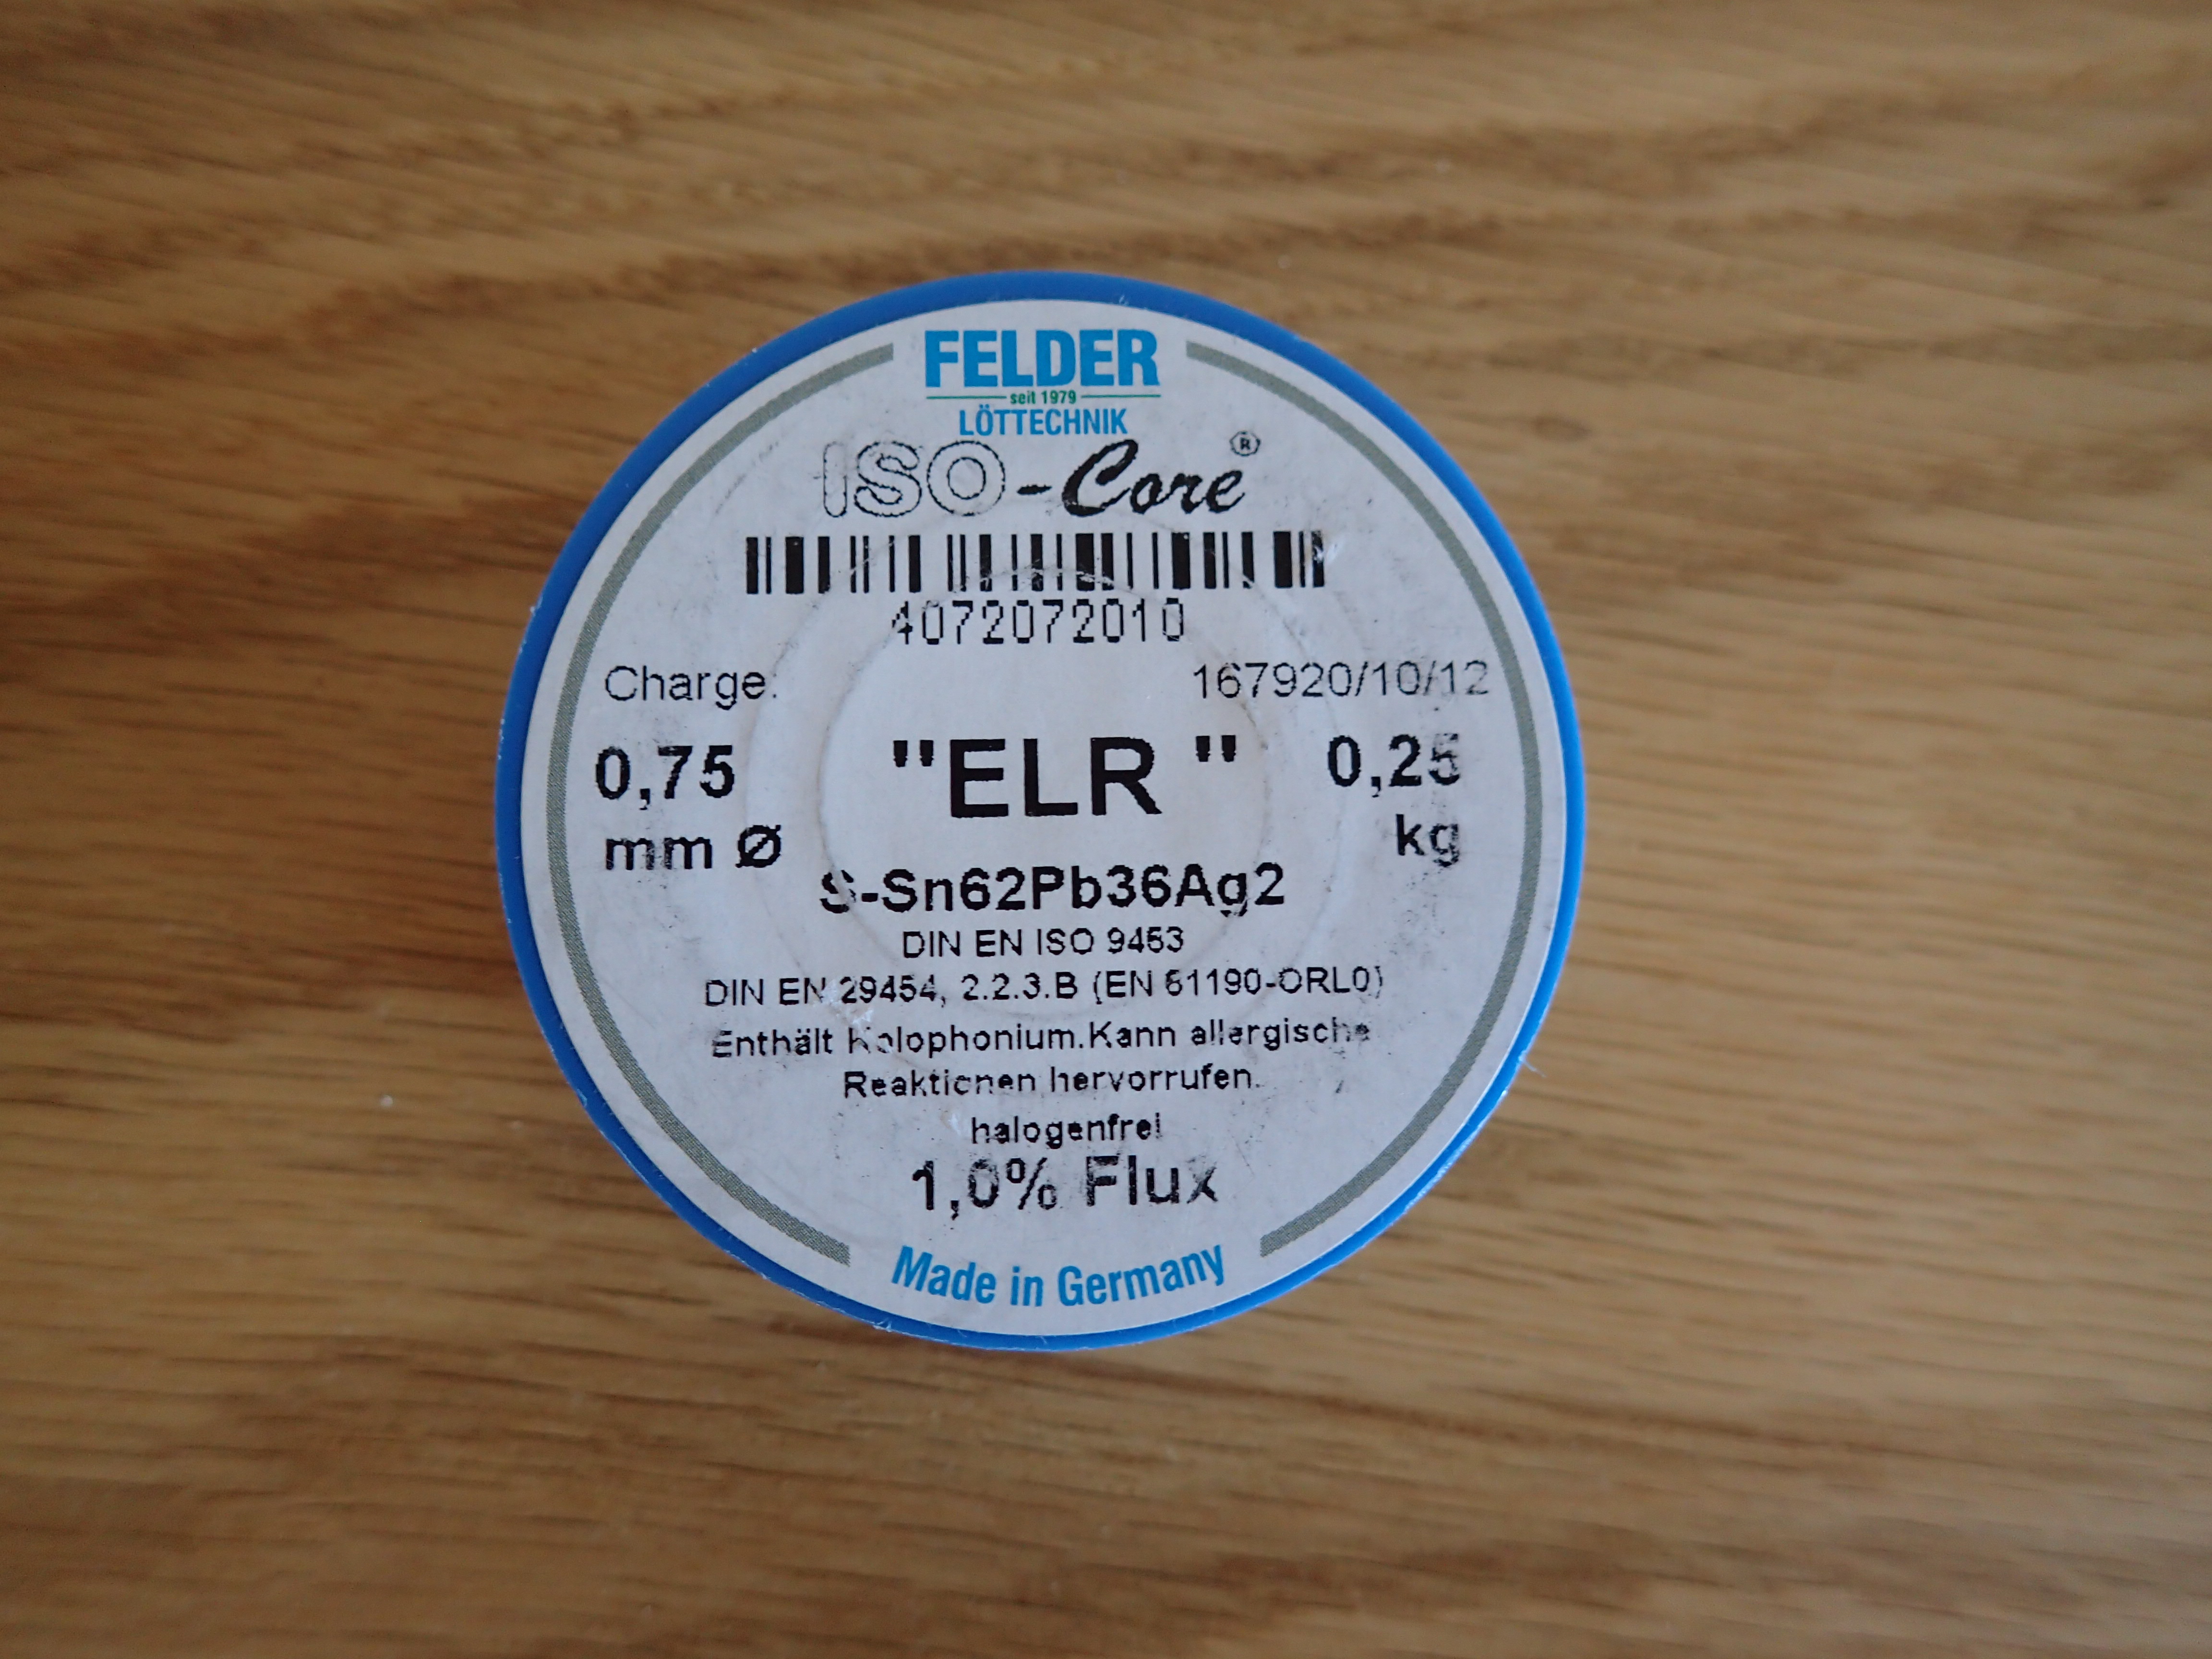 FELDER
seit 1979
LÖTTECHNIK
ISO-Core®
4072072010
Charge: 167920/10/12
0,75 "ELR " 0,25
mm Ø kg
S-Sn62Pb36Ag2
DIN EN ISO 9453
DIN EN 29454, 2.2.3.B (EN 61190-ORL0)
Enthält Kolophonium.Kann allergische
Reaktionen hervorrufen.
halogenfrei
1,0% Flux
Made in Germany